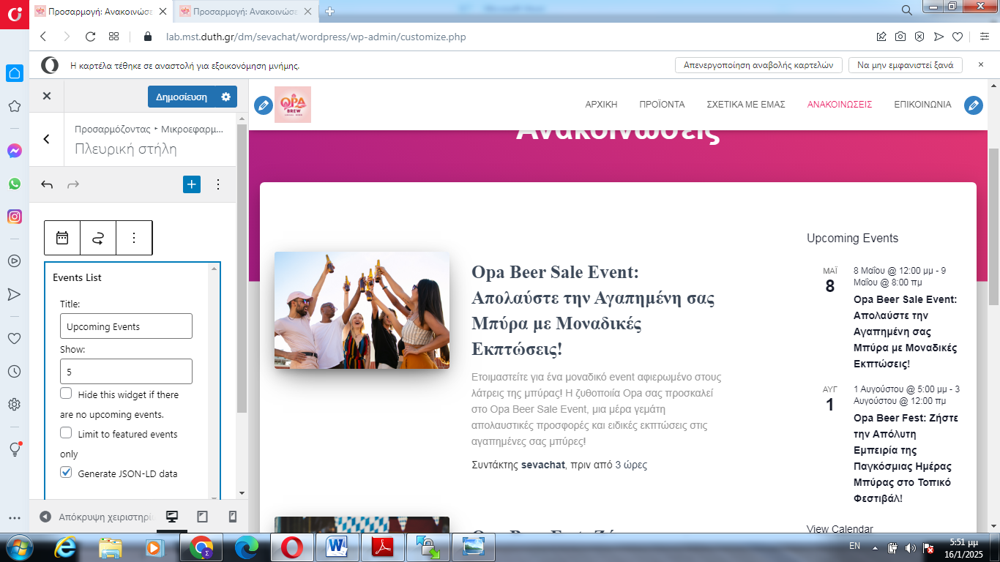 Προσαρμογή: Ανακοινώσε
Προσαρμογή: Ανακοινώσε
lab.mst.duth.gr/dm/sevachat/wordpress/wp-admin/customize.php
Η καρτέλα τέθηκε σε αναστολή για εξοικονόμηση μνήμης.
Απενεργοποίηση αναβολής καρτελών
Να μην εμφανιστεί ξανά
Δημοσίευση
Προσαρμόζοντας ‣ Μικροεφαρμ...
Πλευρική στήλη
Events List
Title:
Upcoming Events
Show:
5
Hide this widget if there
are no upcoming events.
Limit to featured events
only
Generate JSON-LD data
Απόκρυψη χειριστηρί
OPA
BREW
ΑΡΧΙΚΗ
ΠΡΟΪΟΝΤΑ
ΣΧΕΤΙΚΑ ΜΕ ΕΜΑΣ
ΑΝΑΚΟΙΝΩΣΕΙΣ
ΕΠΙΚΟΙΝΩΝΙΑ
Ανακοινώσεις
Opa Beer Sale Event:
Απολαύστε την Αγαπημένη σας
Μπύρα με Μοναδικές
Εκπτώσεις!
Ετοιμαστείτε για ένα μοναδικό event αφιερωμένο στους
λάτρεις της μπύρας! Η ζυθοποιία Opa σας προσκαλεί
στο Opa Beer Sale Event, μια μέρα γεμάτη
απολαυστικές προσφορές και ειδικές εκπτώσεις στις
αγαπημένες σας μπύρες!
Συντάκτης sevachat, πριν από 3 ώρες
Upcoming Events
ΜΑΪ
8
8 Μαΐου @ 12:00 μμ - 9
Μαΐου @ 8:00 πμ
Opa Beer Sale Event:
Απολαύστε την
Αγαπημένη σας
Μπύρα με Μοναδικές
Εκπτώσεις!
ΑΥΓ
1
1 Αυγούστου @ 5:00 μμ - 3
Αυγούστου @ 12:00 πμ
Opa Beer Fest: Ζήστε
την Απόλυτη
Εμπειρία της
Παγκόσμιας Ημέρας
Μπύρας στο Τοπικό
Φεστιβάλ!
View Calendar
EN
5:51 μμ
16/1/2025